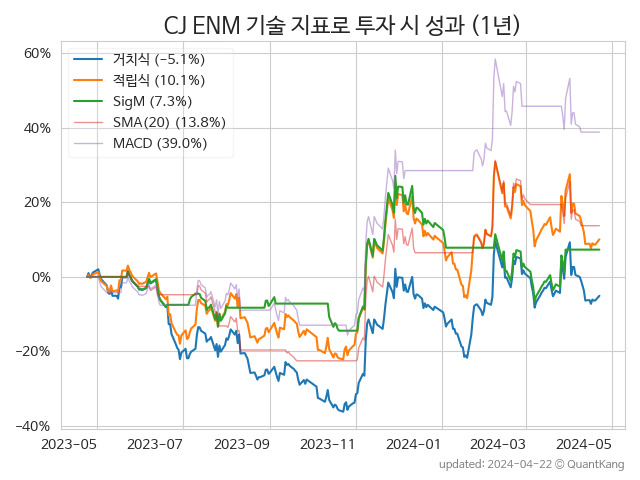 CJ ENM 기술 지표로 투자 시 성과 (1년)
거치식 (−5.1%)
적립식 (10.1%)
SigM (7.3%)
SMA(20) (13.8%)
MACD (39.0%)
60%
40%
20%
0%
−20%
−40%
2023−05 2023−07 2023−09 2023−11 2024−01 2024−03 2024−05
updated: 2024−04−22 © QuantKang